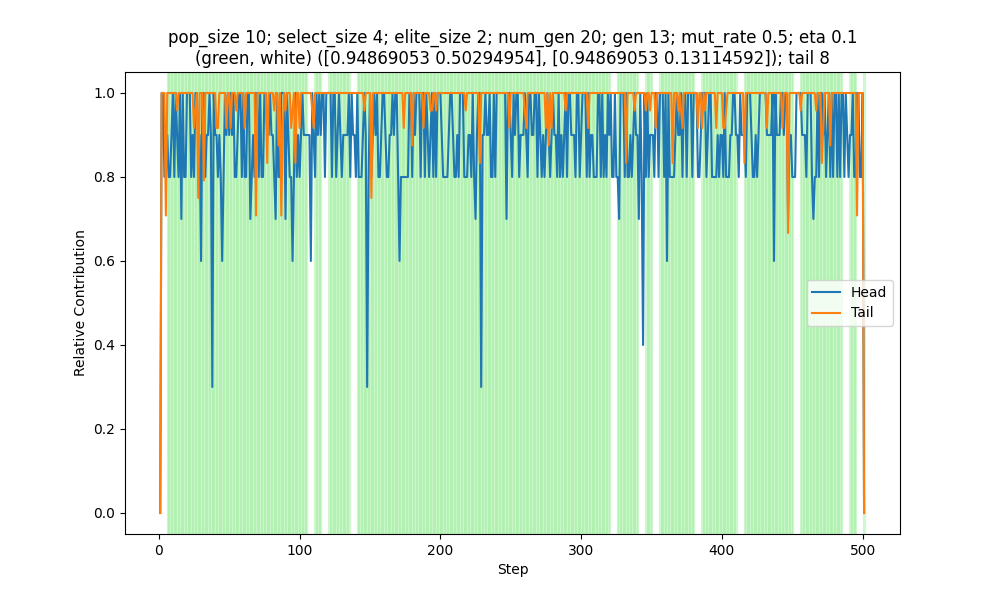 pop_size 10; select_size 4; elite_size 2; num_gen 20; gen 13; mut_rate 0.5; eta 0.1
(green, white) ([0.94869053 0.50294954], [0.94869053 0.13114592]); tail 8
1.0
0.8
0.6
0.4
0.2
0.0
Relative Contribution
Head
Tail
0
100
200
300
400
500
Step